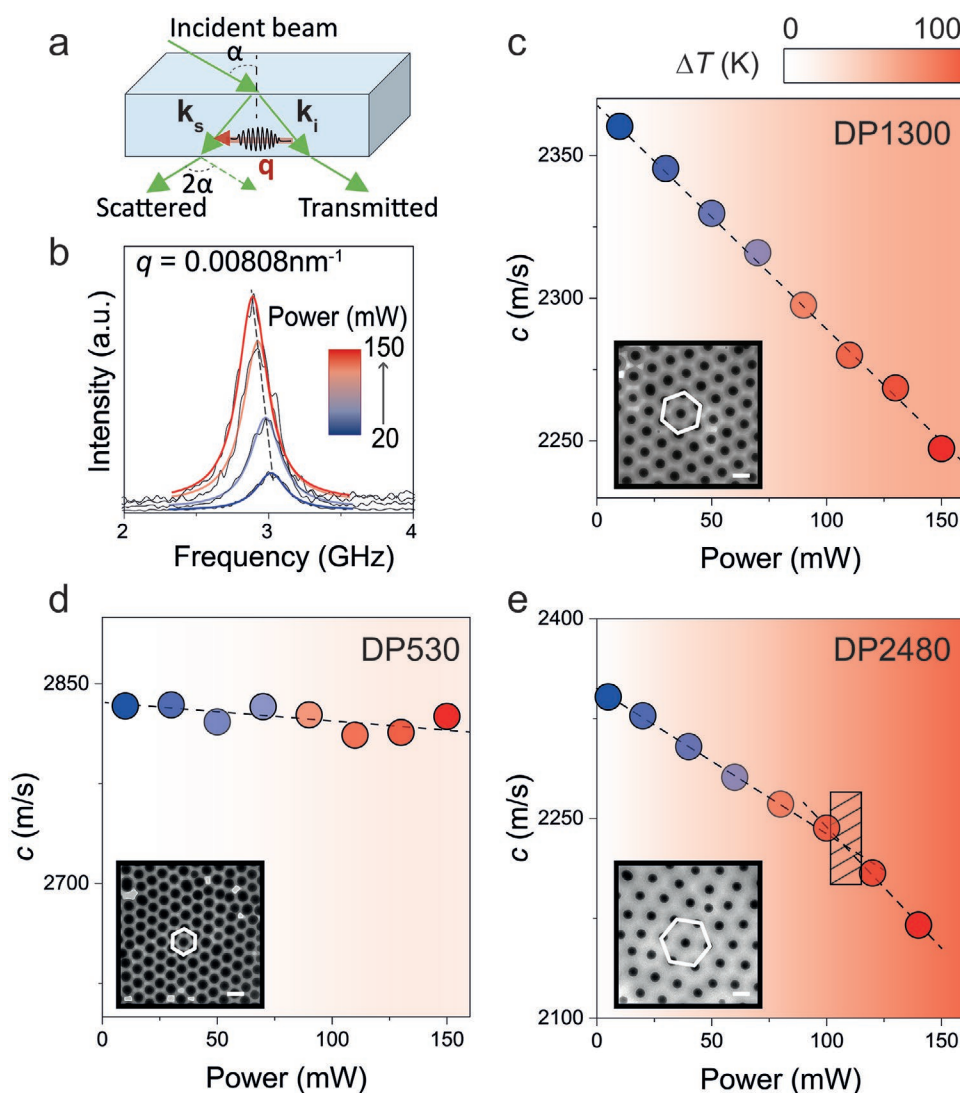 a
Incident beam
α
k_s
k_i
q
2α
Scattered
Transmitted
b
q = 0.00808nm⁻¹
Power (mW)
150
20
Intensity (a.u.)
2 3 4
Frequency (GHz)
c
0 100
ΔT (K)
DP1300
2350
2300
2250
c (m/s)
0 50 100 150
Power (mW)
d
DP530
2850
2700
c (m/s)
0 50 100 150
Power (mW)
e
DP2480
2400
2250
2100
c (m/s)
0 50 100 150
Power (mW)